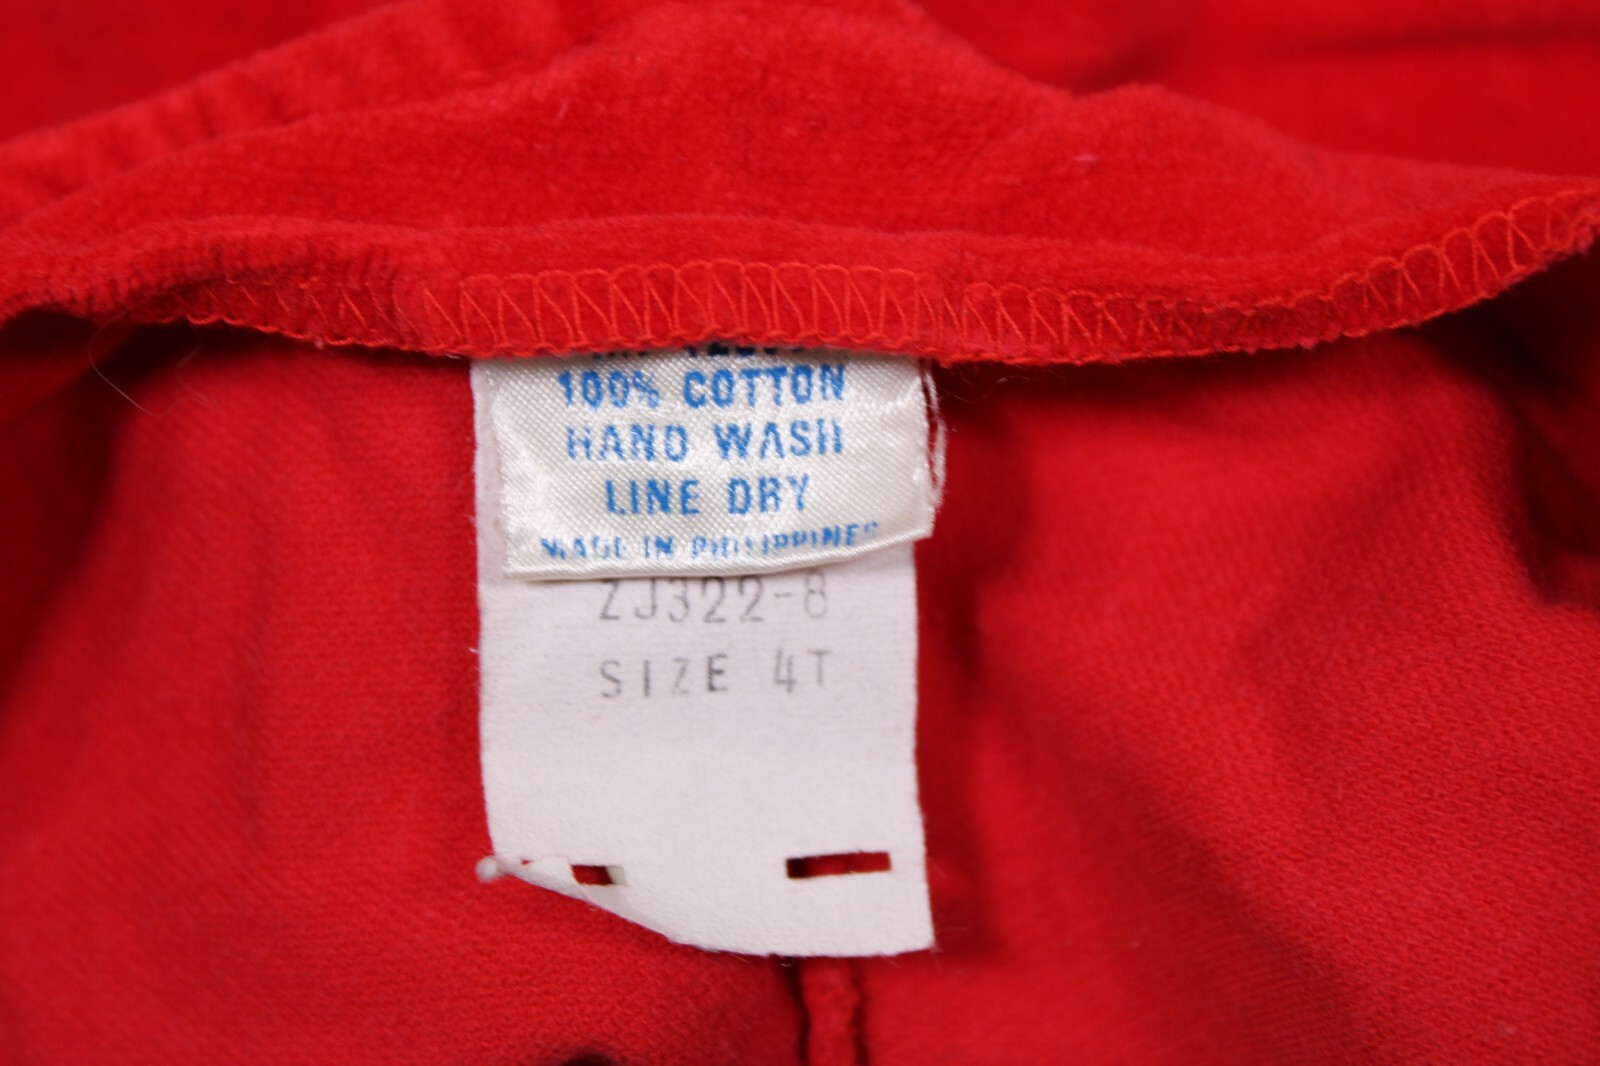 100% COTTON
HAND WASH
LINE DRY
MADE IN PHILIPPINES
ZJ322-8
SIZE 4T